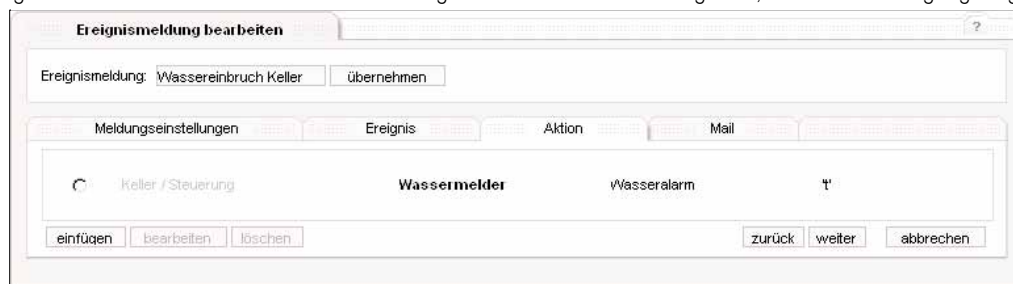 Ereignismeldung bearbeiten ?
Ereignismeldung: Wassereinbruch Keller übernehmen
Meldungseinstellungen Ereignis Aktion Mail
Keller / Steuerung Wassermelder Wasseralarm 't'
einfügen bearbeiten löschen zurück weiter abbrechen